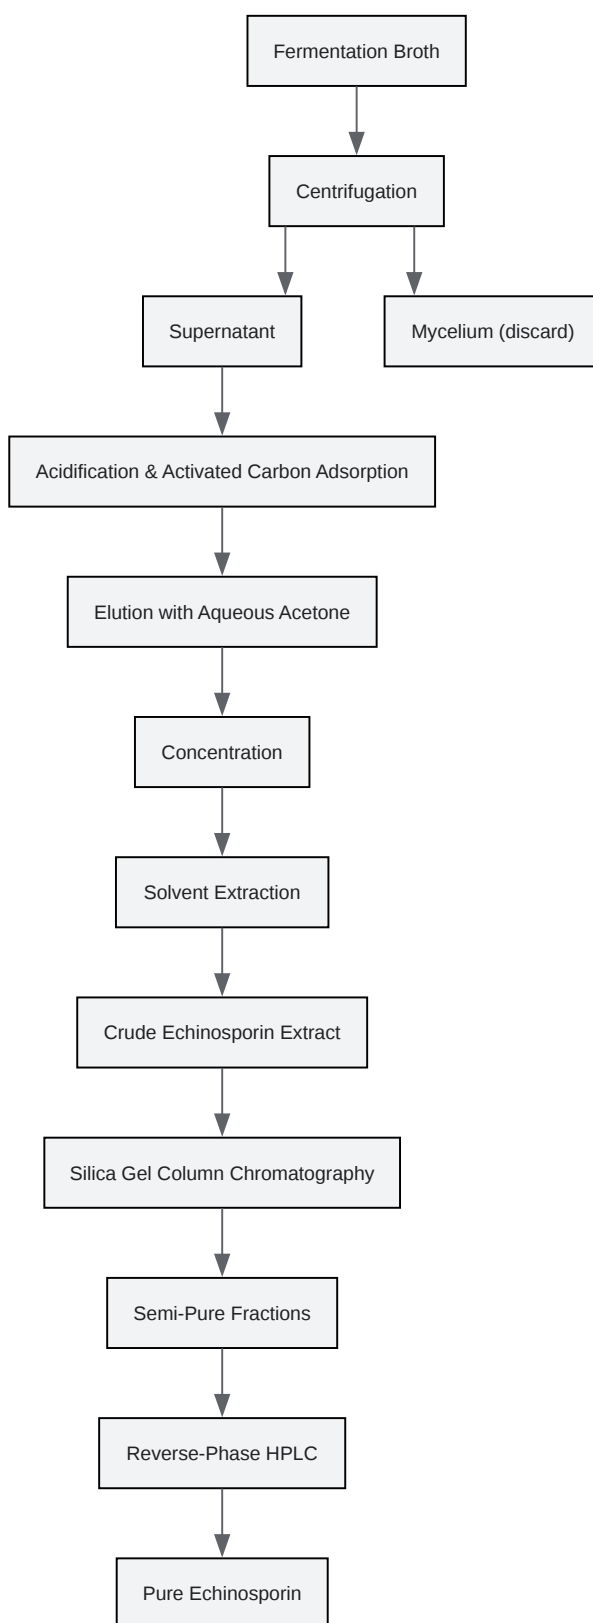 Fermentation Broth
Centrifugation
Supernatant
Mycelium (discard)
Acidification & Activated Carbon Adsorption
Elution with Aqueous Acetone
Concentration
Solvent Extraction
Crude Echinosporin Extract
Silica Gel Column Chromatography
Semi-Pure Fractions
Reverse-Phase HPLC
Pure Echinosporin